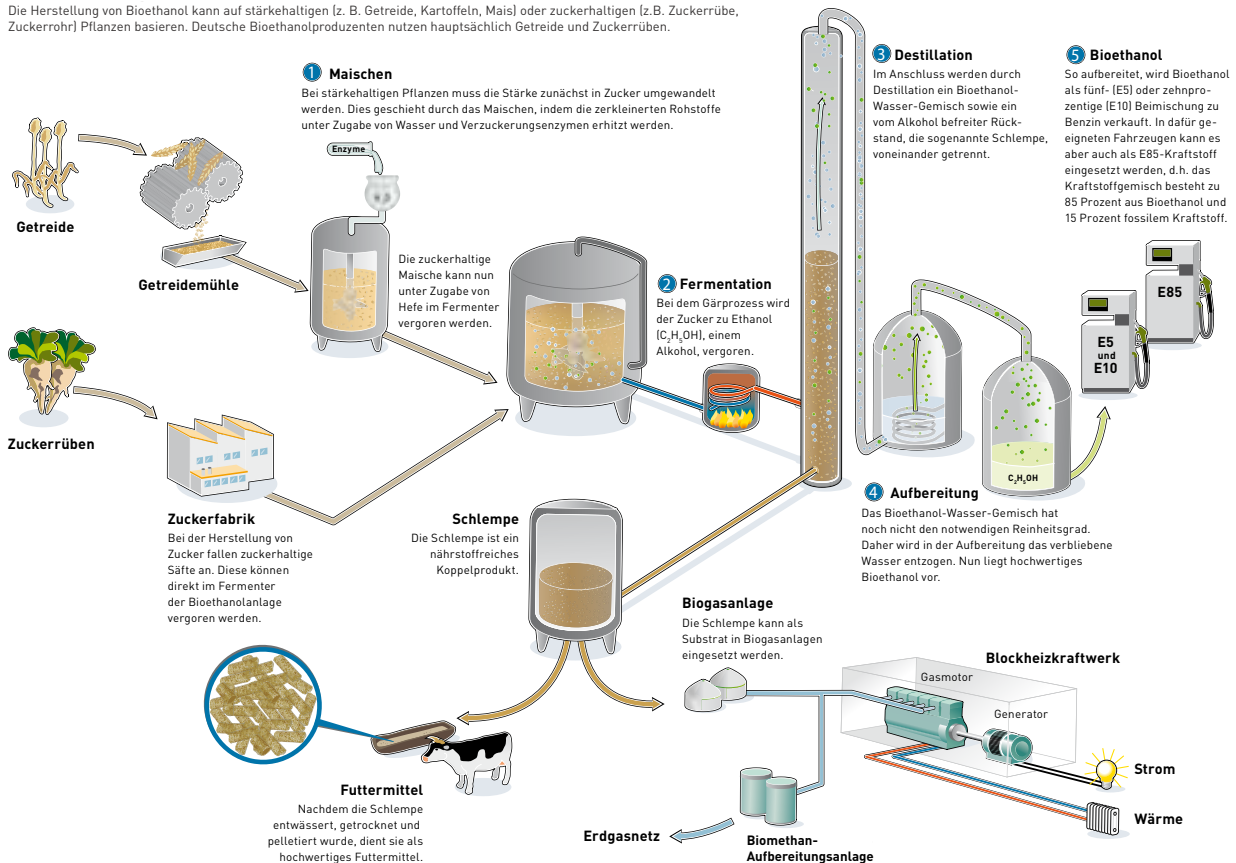 Die Herstellung von Bioethanol kann auf stärkehaltigen (z. B. Getreide, Kartoffeln, Mais) oder zuckerhaltigen (z.B. Zuckerrübe,
Zuckerrohr) Pflanzen basieren. Deutsche Bioethanolproduzenten nutzen hauptsächlich Getreide und Zuckerrüben.
1 Maischen
Bei stärkehaltigen Pflanzen muss die Stärke zunächst in Zucker umgewandelt
werden. Dies geschieht durch das Maischen, indem die zerkleinerten Rohstoffe
unter Zugabe von Wasser und Verzuckerungsenzymen erhitzt werden.
3 Destillation
Im Anschluss werden durch
Destillation ein Bioethanol-
Wasser-Gemisch sowie ein
vom Alkohol befreiter Rück-
stand, die sogenannte Schlempe,
voneinander getrennt.
5 Bioethanol
So aufbereitet, wird Bioethanol
als fünf- (E5) oder zehnpro-
zentige (E10) Beimischung zu
Benzin verkauft. In dafür ge-
eigneten Fahrzeugen kann es
aber auch als E85-Kraftstoff
eingesetzt werden, d.h. das
Kraftstoffgemisch besteht zu
85 Prozent aus Bioethanol und
15 Prozent fossilem Kraftstoff.
Enzyme
Getreide
Getreidemühle
Die zuckerhaltige
Maische kann nun
unter Zugabe von
Hefe im Fermenter
vergoren werden.
2 Fermentation
Bei dem Gärprozess wird
der Zucker zu Ethanol
(C₂H₅OH), einem
Alkohol, vergoren.
E85
E5
und
E10
Zuckerrüben
C₂H₅OH
4 Aufbereitung
Das Bioethanol-Wasser-Gemisch hat
noch nicht den notwendigen Reinheitsgrad.
Daher wird in der Aufbereitung das verbliebene
Wasser entzogen. Nun liegt hochwertiges
Bioethanol vor.
Zuckerfabrik
Bei der Herstellung von
Zucker fallen zuckerhaltige
Säfte an. Diese können
direkt im Fermenter
der Bioethanolanlage
vergoren werden.
Schlempe
Die Schlempe ist ein
nährstoffreiches
Koppelprodukt.
Biogasanlage
Die Schlempe kann als
Substrat in Biogasanlagen
eingesetzt werden.
Blockheizkraftwerk
Gasmotor
Generator
Strom
Wärme
Futtermittel
Nachdem die Schlempe
entwässert, getrocknet und
pelletiert wurde, dient sie als
hochwertiges Futtermittel.
Erdgasnetz
Biomethan-
Aufbereitungsanlage